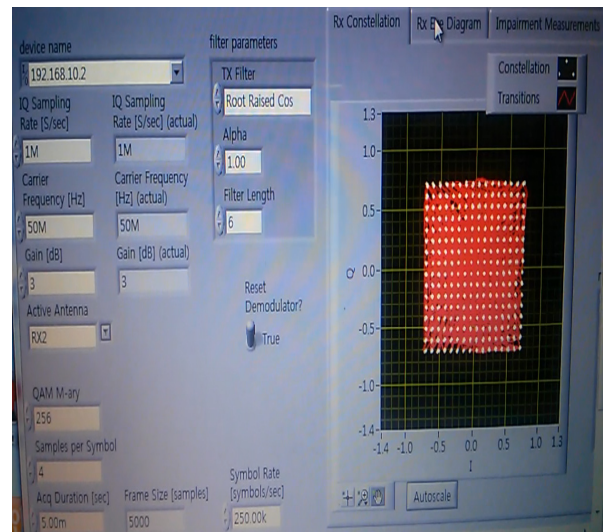 Rx Constellation
Rx Eye Diagram
Impairment Measurements
device name
192.168.10.2
filter parameters
TX Filter
Root Raised Cos
Alpha
1.00
Filter Length
6
IQ Sampling
Rate [S/sec]
1M
IQ Sampling
Rate [S/sec] (actual)
1M
Carrier
Frequency [Hz]
50M
Carrier Frequency
[Hz] (actual)
50M
Gain [dB]
3
Gain [dB] (actual)
3
Active Antenna
RX2
Reset
Demodulator?
True
QAM M-ary
256
Samples per Symbol
4
Acq Duration [sec]
5.00m
Frame Size [samples]
5000
Symbol Rate
[symbols/sec]
250.00k
Constellation
Transitions
1.3
1.0
0.5
0.0
-0.5
-1.0
-1.4
Q
-1.4 -1.0 -0.5 0.0 0.5 1.0 1.3
I
Autoscale